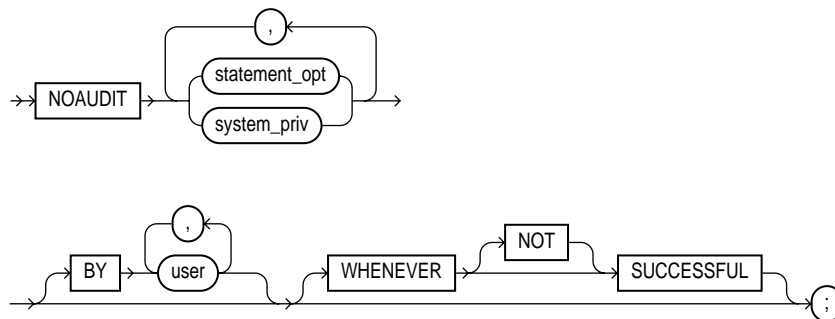 ,
statement_opt
NOAUDIT
system_priv
, NOT
BY user WHENEVER SUCCESSFUL
;